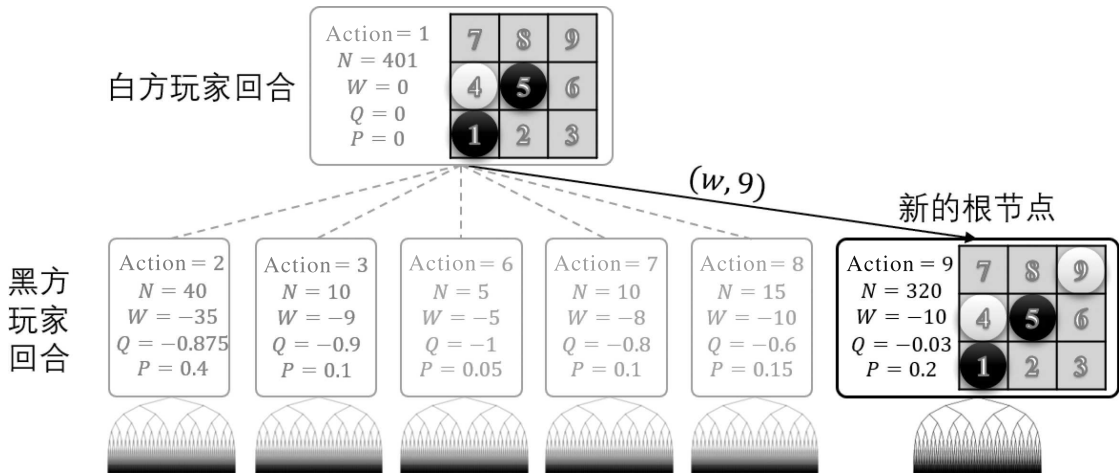 白方玩家回合
Action = 1
N = 401
W = 0
Q = 0
P = 0
7 8 9
4 5 6
1 2 3
(w, 9)
新的根节点
黑方
玩家
回合
Action = 2
N = 40
W = −35
Q = −0.875
P = 0.4
Action = 3
N = 10
W = −9
Q = −0.9
P = 0.1
Action = 6
N = 5
W = −5
Q = −1
P = 0.05
Action = 7
N = 10
W = −8
Q = −0.8
P = 0.1
Action = 8
N = 15
W = −10
Q = −0.6
P = 0.15
Action = 9
N = 320
W = −10
Q = −0.03
P = 0.2
7 8 9
4 5 6
1 2 3